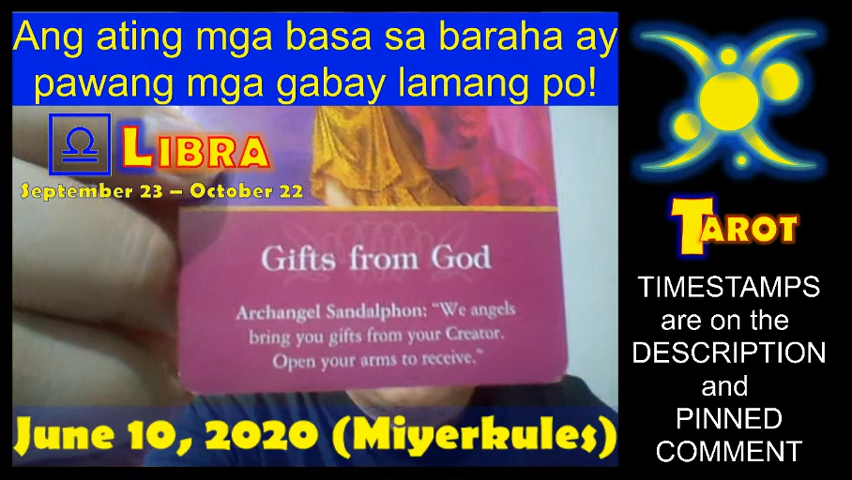 Ang ating mga basa sa baraha ay
pawang mga gabay lamang po!
LIBRA
September 23 – October 22
Gifts from God
Archangel Sandalphon: "We angels
bring you gifts from your Creator.
Open your arms to receive."
June 10, 2020 (Miyerkules)
TAROT
TIMESTAMPS
are on the
DESCRIPTION
and
PINNED
COMMENT